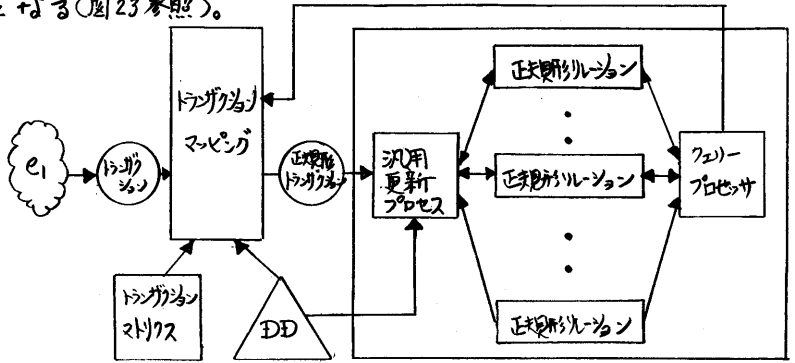 となる(図23参照)。
e1
トランザク
ション
トランザクション
マッピング
正規形
トランザクション
汎用
更新
プロセス
正規形リレーション
正規形リレーション
正規形リレーション
クエリー
プロセッサ
トランザクション
マトリクス
DD